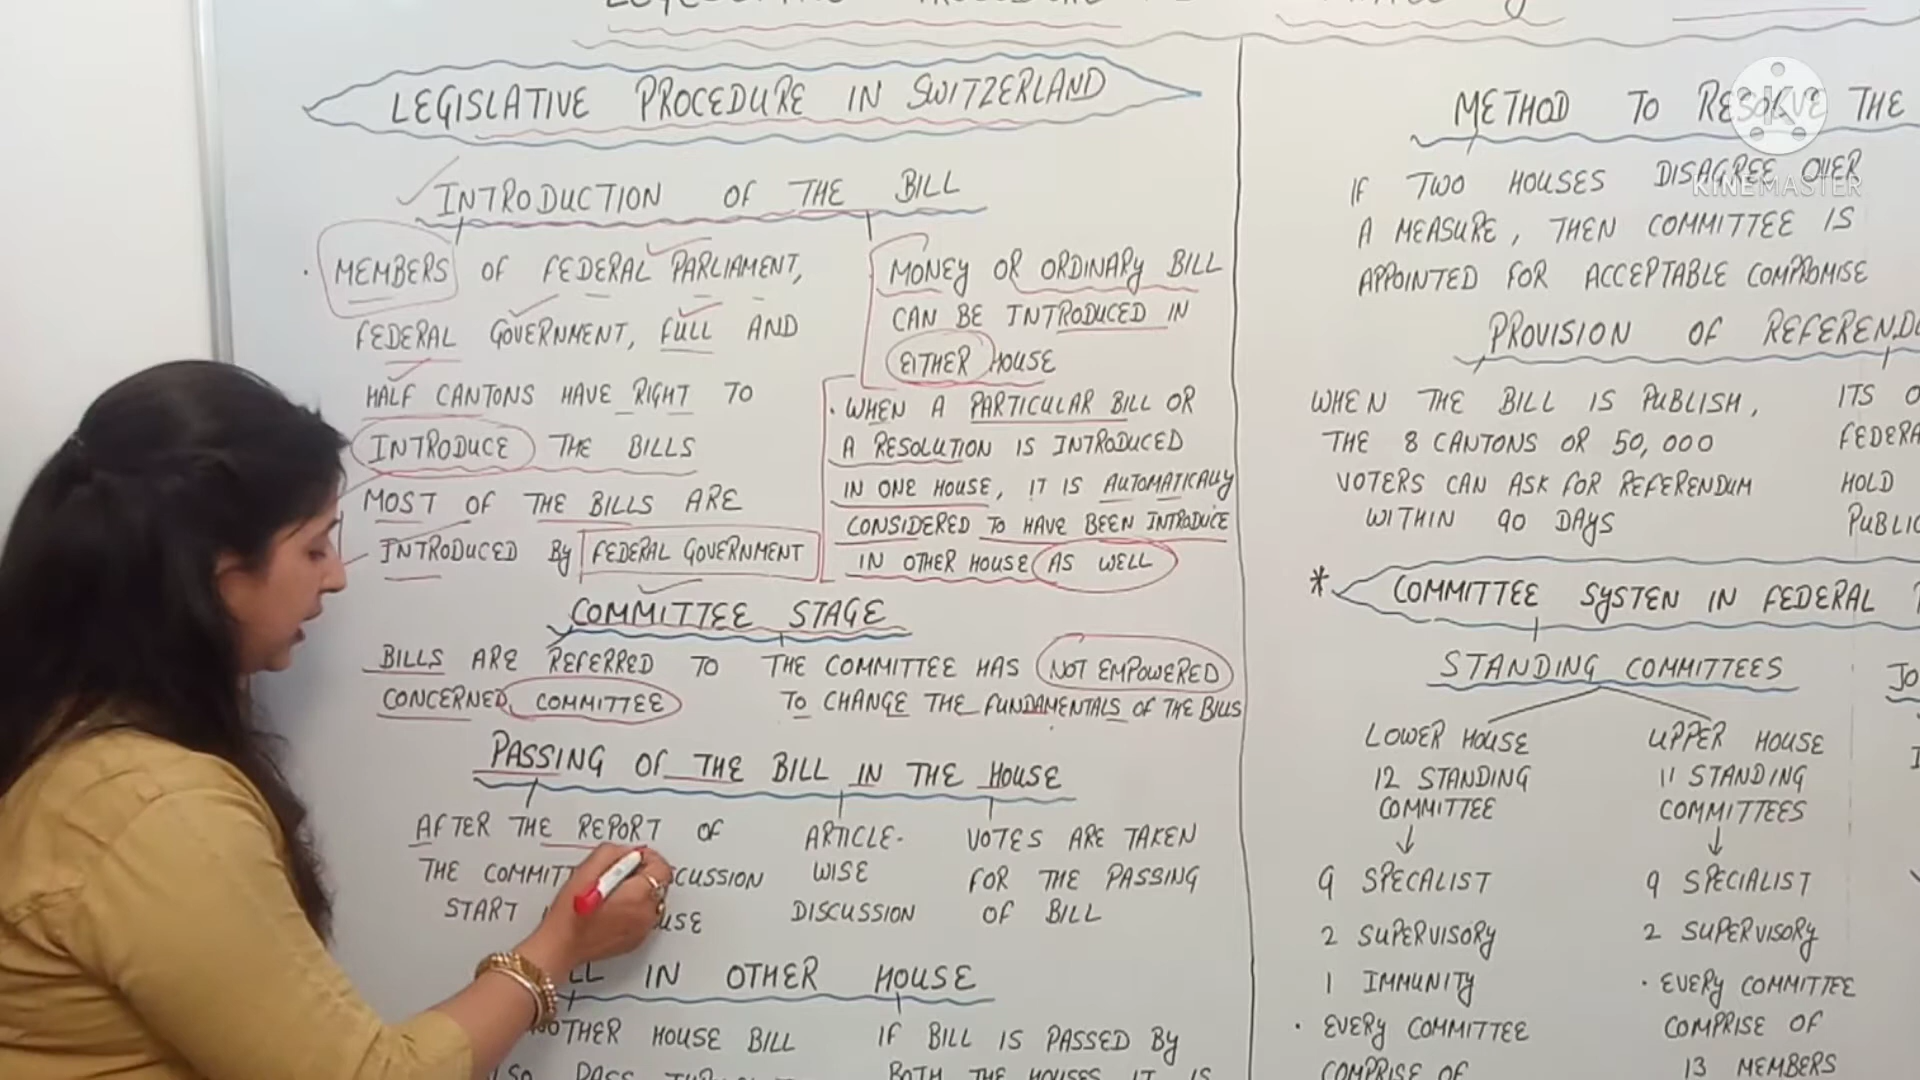 LEGISLATIVE PROCEDURE IN SWITZERLAND
INTRODUCTION OF THE BILL
· MEMBERS OF FEDERAL PARLIAMENT,
FEDERAL GOVERNMENT, FULL AND
HALF CANTONS HAVE RIGHT TO
INTRODUCE THE BILLS
MOST OF THE BILLS ARE
INTRODUCED BY FEDERAL GOVERNMENT
MONEY OR ORDINARY BILL
CAN BE INTRODUCED IN
EITHER HOUSE
· WHEN A PARTICULAR BILL OR
A RESOLUTION IS INTRODUCED
IN ONE HOUSE, IT IS AUTOMATICALLY
CONSIDERED TO HAVE BEEN INTRODUCE
IN OTHER HOUSE AS WELL
COMMITTEE STAGE
BILLS ARE REFERRED TO
CONCERNED COMMITTEE
THE COMMITTEE HAS NOT EMPOWERED
TO CHANGE THE FUNDAMENTALS OF THE BILLS
PASSING OF THE BILL IN THE HOUSE
AFTER THE REPORT OF
THE
START
ARTICLE-
WISE
DISCUSSION
VOTES ARE TAKEN
FOR THE PASSING
OF BILL
IN OTHER HOUSE
HOUSE BILL
IF BILL IS PASSED BY
BOTH THE HOUSES IT IS
METHOD TO RESOLVE THE
IF TWO HOUSES DISAGREE OVER
A MEASURE, THEN COMMITTEE IS
APPOINTED FOR ACCEPTABLE COMPROMISE
PROVISION OF
WHEN THE BILL IS PUBLISH,
THE 8 CANTONS OR 50,000
VOTERS CAN ASK FOR REFERENDUM
WITHIN 90 DAYS
ITS
HOLD
* COMMITTEE SYSTEN IN FEDERAL
STANDING COMMITTEES
LOWER HOUSE
12 STANDING
COMMITTEE
9 SPECALIST
2 SUPERVISORY
1 IMMUNITY
· EVERY COMMITTEE
COMPRISE OF
UPPER HOUSE
11 STANDING
COMMITTEES
9 SPECIALIST
2 SUPERVISORY
· EVERY COMMITTEE
COMPRISE OF
13 MEMBERS
K
KINEMASTER